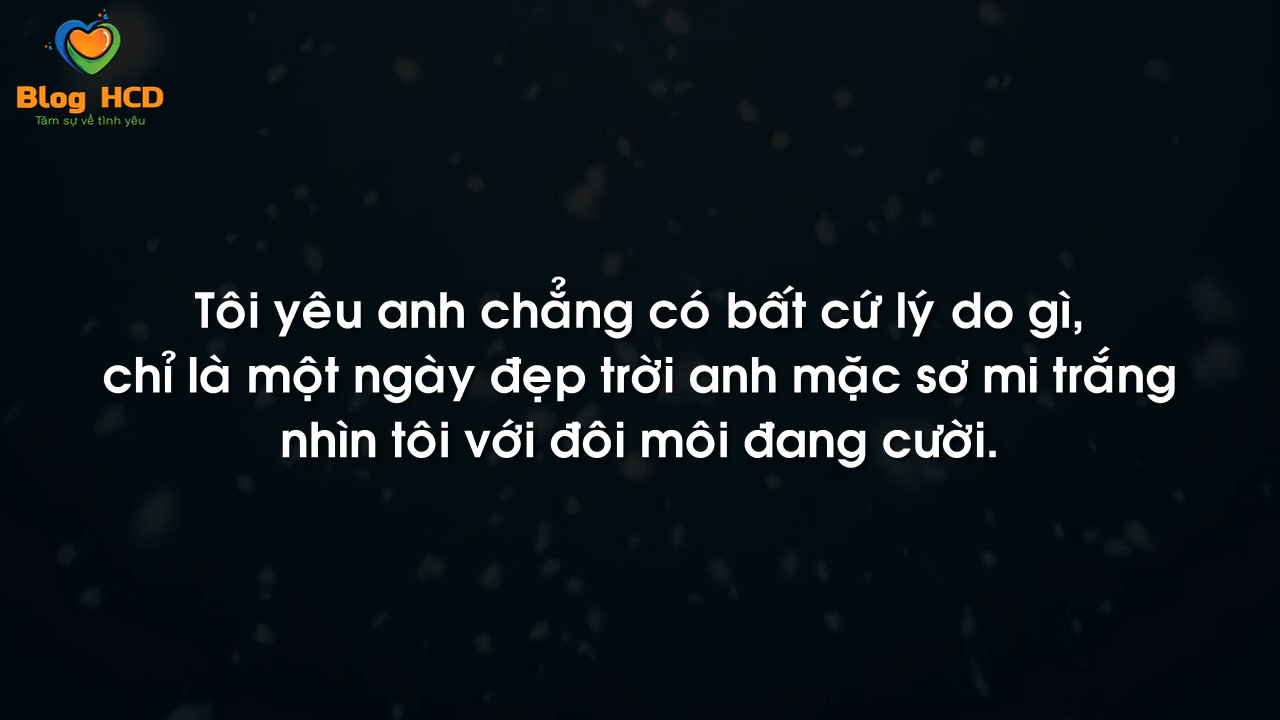 Blog HCD
Tâm sự về tình yêu
Tôi yêu anh chẳng có bất cứ lý do gì,
chỉ là một ngày đẹp trời anh mặc sơ mi trắng
nhìn tôi với đôi môi đang cười.